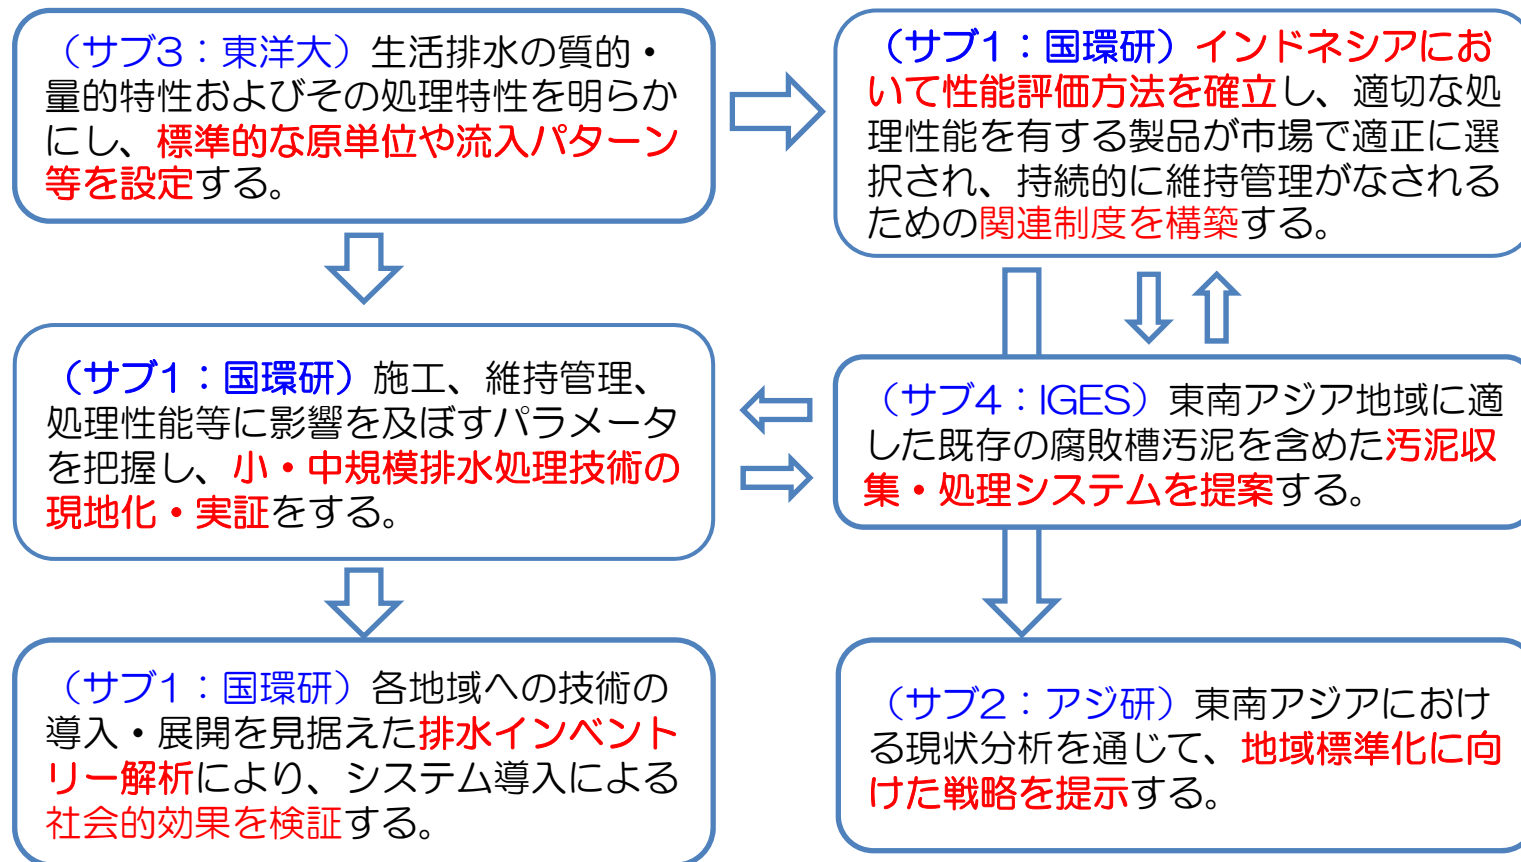 （サブ3：東洋大）生活排水の質的・
量的特性およびその処理特性を明らか
にし、標準的な原単位や流入パターン
等を設定する。
（サブ1：国環研）インドネシアにお
いて性能評価方法を確立し、適切な処
理性能を有する製品が市場で適正に選
択され、持続的に維持管理がなされる
ための関連制度を構築する。
（サブ1：国環研）施工、維持管理、
処理性能等に影響を及ぼすパラメータ
を把握し、小・中規模排水処理技術の
現地化・実証をする。
（サブ4：IGES）東南アジア地域に適
した既存の腐敗槽汚泥を含めた汚泥収
集・処理システムを提案する。
（サブ1：国環研）各地域への技術の
導入・展開を見据えた排水インベント
リー解析により、システム導入による
社会的効果を検証する。
（サブ2：アジ研）東南アジアにおけ
る現状分析を通じて、地域標準化に向
けた戦略を提示する。